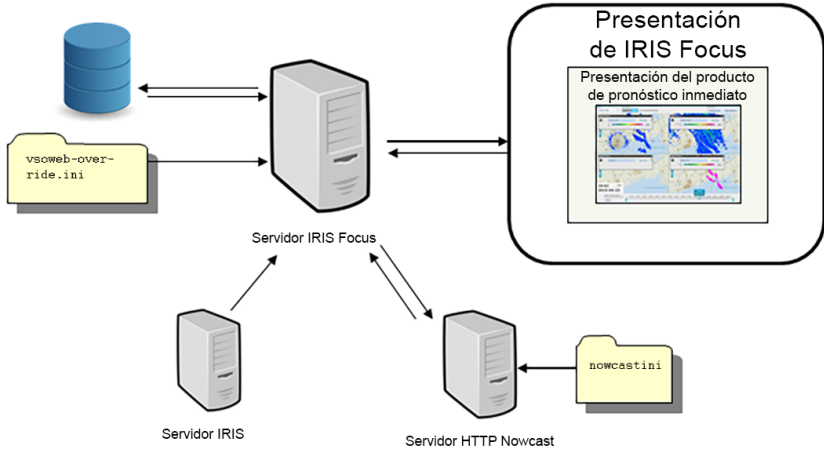 Presentación
de IRIS Focus
Presentación del producto
de pronóstico inmediato
vsoweb-over-
ride.ini
Servidor IRIS Focus
nowcastini
Servidor IRIS
Servidor HTTP Nowcast